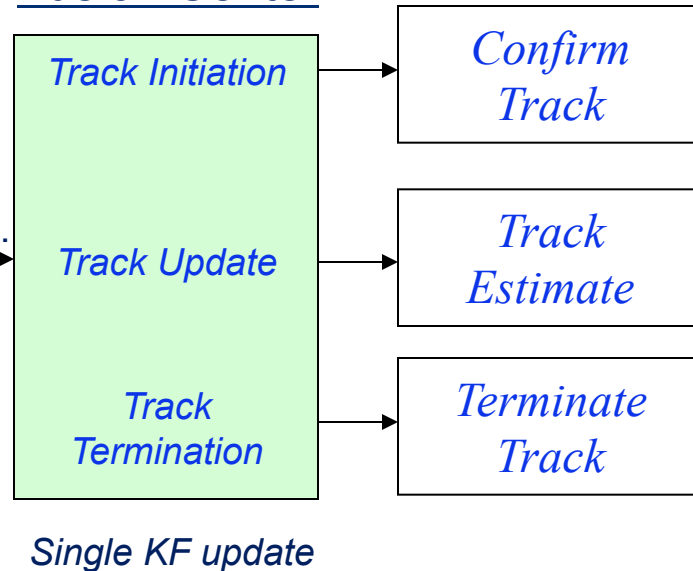 Track Initiation
Confirm
Track
.
Track Update
Track
Estimate
Track
Termination
Terminate
Track
Single KF update